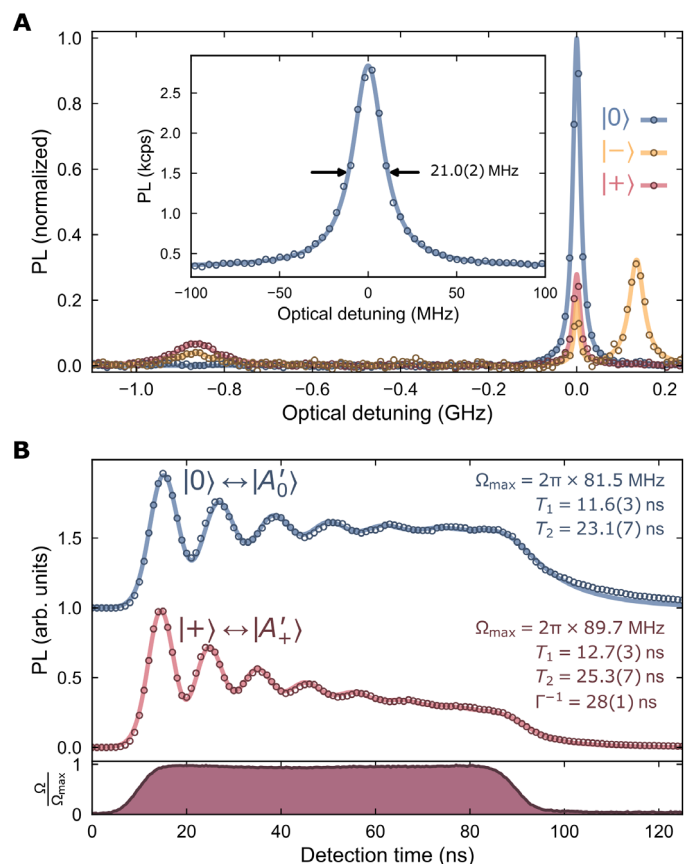 A
1.0
0.8
0.6
0.4
0.2
0.0
PL (normalized)
2.5
2.0
1.5
1.0
0.5
PL (kcps)
21.0(2) MHz
−100
−50
0
50
100
Optical detuning (MHz)
|0⟩
|−⟩
|+⟩
−1.0
−0.8
−0.6
−0.4
−0.2
0.0
0.2
Optical detuning (GHz)
B
|0⟩ ↔ |A′₀⟩
Ωmax = 2π × 81.5 MHz
T₁ = 11.6(3) ns
T₂ = 23.1(7) ns
1.5
1.0
0.5
0.0
PL (arb. units)
|+⟩ ↔ |A′₊⟩
Ωmax = 2π × 89.7 MHz
T₁ = 12.7(3) ns
T₂ = 25.3(7) ns
Γ⁻¹ = 28(1) ns
1
0
Ω
Ωmax
0
20
40
60
80
100
120
Detection time (ns)